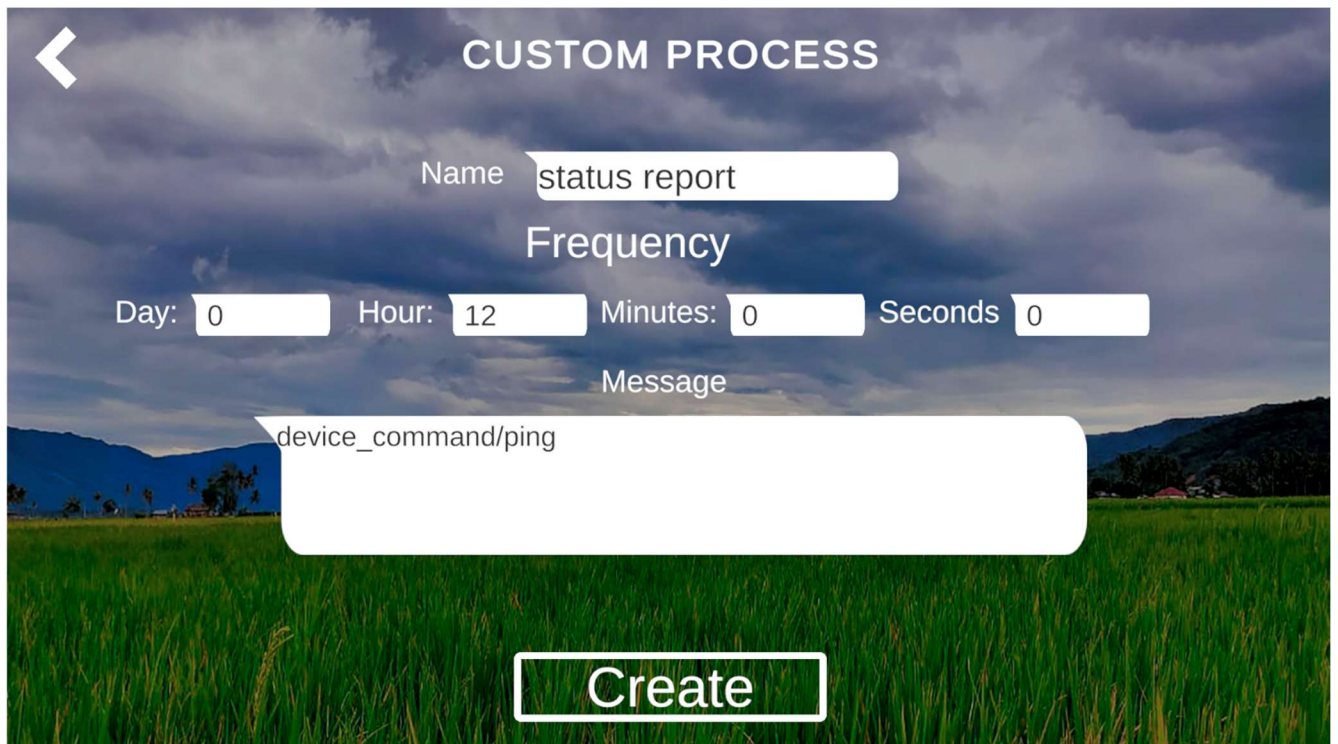 CUSTOM PROCESS
Name status report
Frequency
Day: 0 Hour: 12 Minutes: 0 Seconds 0
Message
device_command/ping
Create